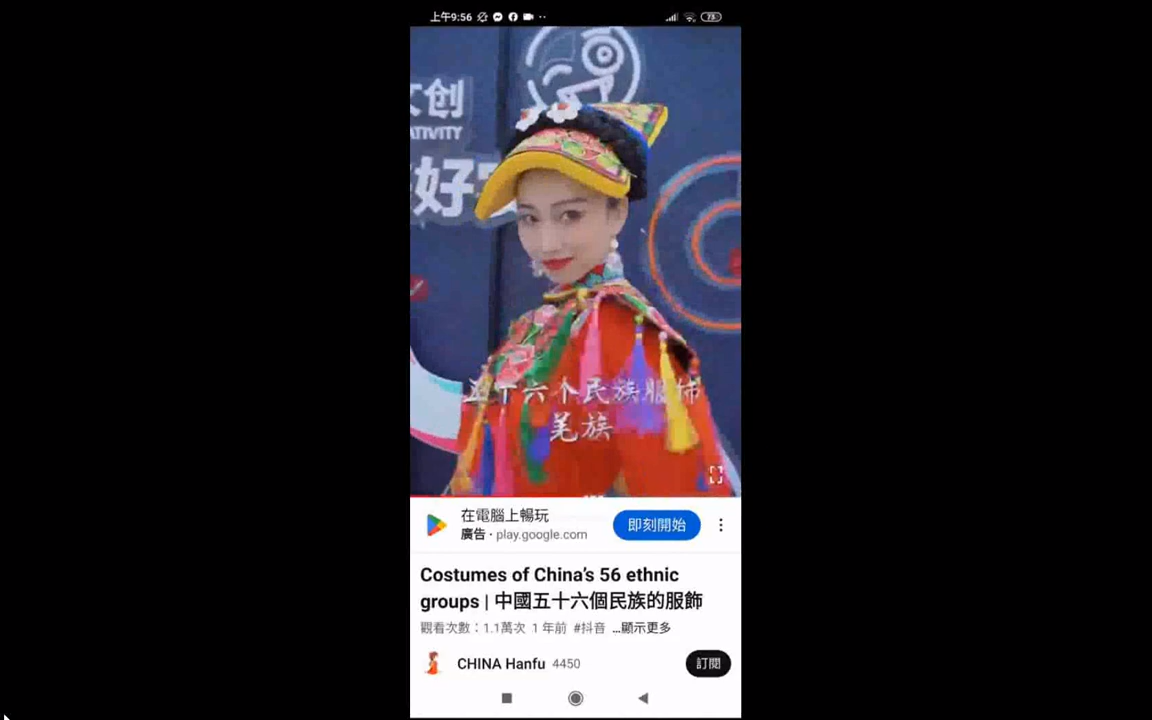 上午9:56
73
文创
ATIVITY
好
五十六个民族服饰
羌族
在電腦上暢玩
廣告 · play.google.com
即刻開始
Costumes of China's 56 ethnic
groups | 中國五十六個民族的服飾
觀看次數：1.1萬次 1 年前 #抖音 ...顯示更多
CHINA Hanfu 4450
訂閱